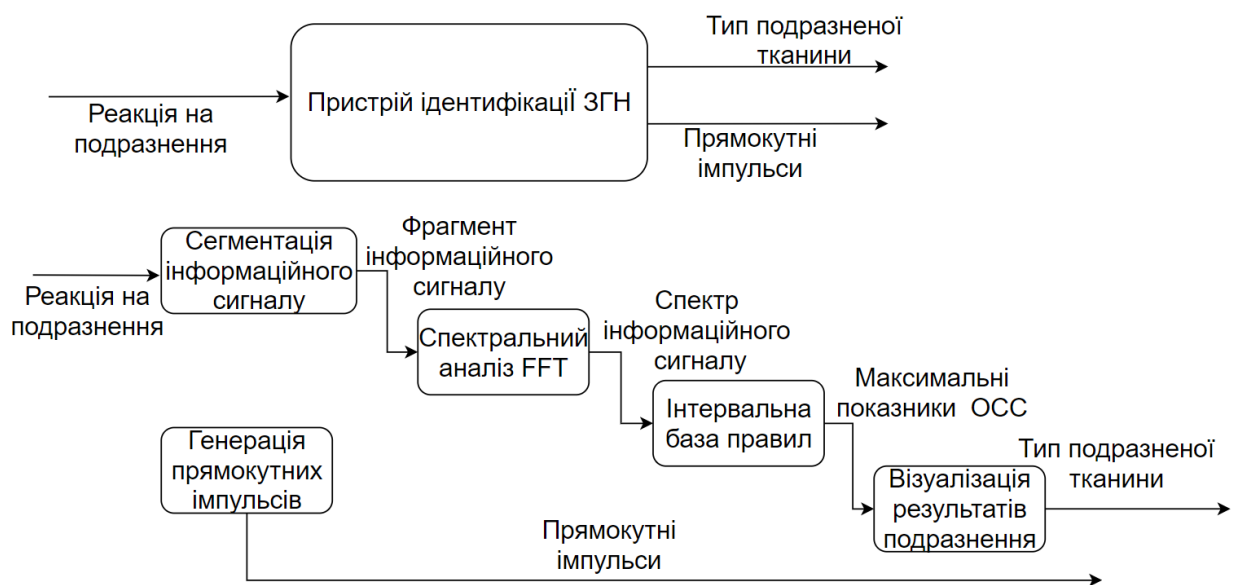 Тип подразненої
тканини
Пристрій ідентифікаціЇ ЗГН
Реакція на
подразнення
Прямокутні
імпульси
Сегментація
інформаційного
сигналу
Фрагмент
інформаційного
сигналу
Реакція на
подразнення
Спектральний
аналіз FFT
Спектр
інформаційного
сигналу
Інтервальна
база правил
Максимальні
показники ОСС
Генерація
прямокутних
імпульсів
Візуалізація
результатів
подразнення
Тип подразненої
тканини
Прямокутні
імпульси